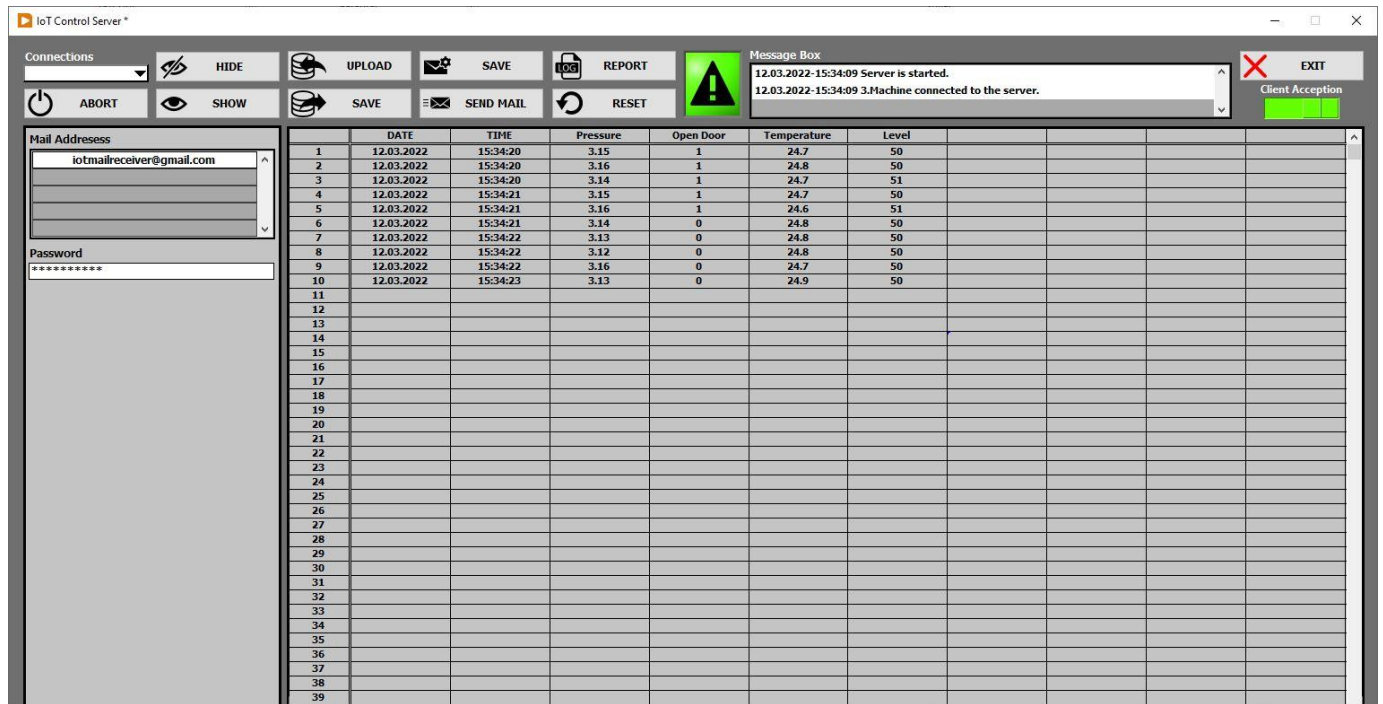 IoT Control Server *
Connections
HIDE
UPLOAD
SAVE
LOG
REPORT
Message Box
12.03.2022-15:34:09 Server is started.
12.03.2022-15:34:09 3.Machine connected to the server.
EXIT
ABORT
SHOW
SAVE
SEND MAIL
RESET
Client Acception
Mail Addresess
iotmailreceiver@gmail.com
Password
**********
DATE TIME Pressure Open Door Temperature Level
1 12.03.2022 15:34:20 3.15 1 24.7 50
2 12.03.2022 15:34:20 3.16 1 24.8 50
3 12.03.2022 15:34:20 3.14 1 24.7 51
4 12.03.2022 15:34:21 3.15 1 24.7 50
5 12.03.2022 15:34:21 3.16 1 24.6 51
6 12.03.2022 15:34:21 3.14 0 24.8 50
7 12.03.2022 15:34:22 3.13 0 24.8 50
8 12.03.2022 15:34:22 3.12 0 24.8 50
9 12.03.2022 15:34:22 3.16 0 24.7 50
10 12.03.2022 15:34:23 3.13 0 24.9 50
11
12
13
14
15
16
17
18
19
20
21
22
23
24
25
26
27
28
29
30
31
32
33
34
35
36
37
38
39